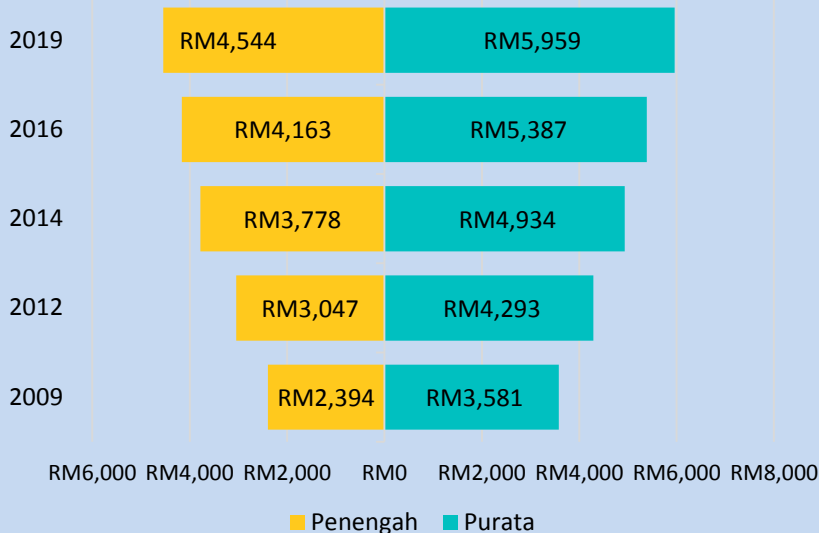 2019 RM4,544 RM5,959
2016 RM4,163 RM5,387
2014 RM3,778 RM4,934
2012 RM3,047 RM4,293
2009 RM2,394 RM3,581
RM6,000 RM4,000 RM2,000 RM0 RM2,000 RM4,000 RM6,000 RM8,000
Penengah Purata